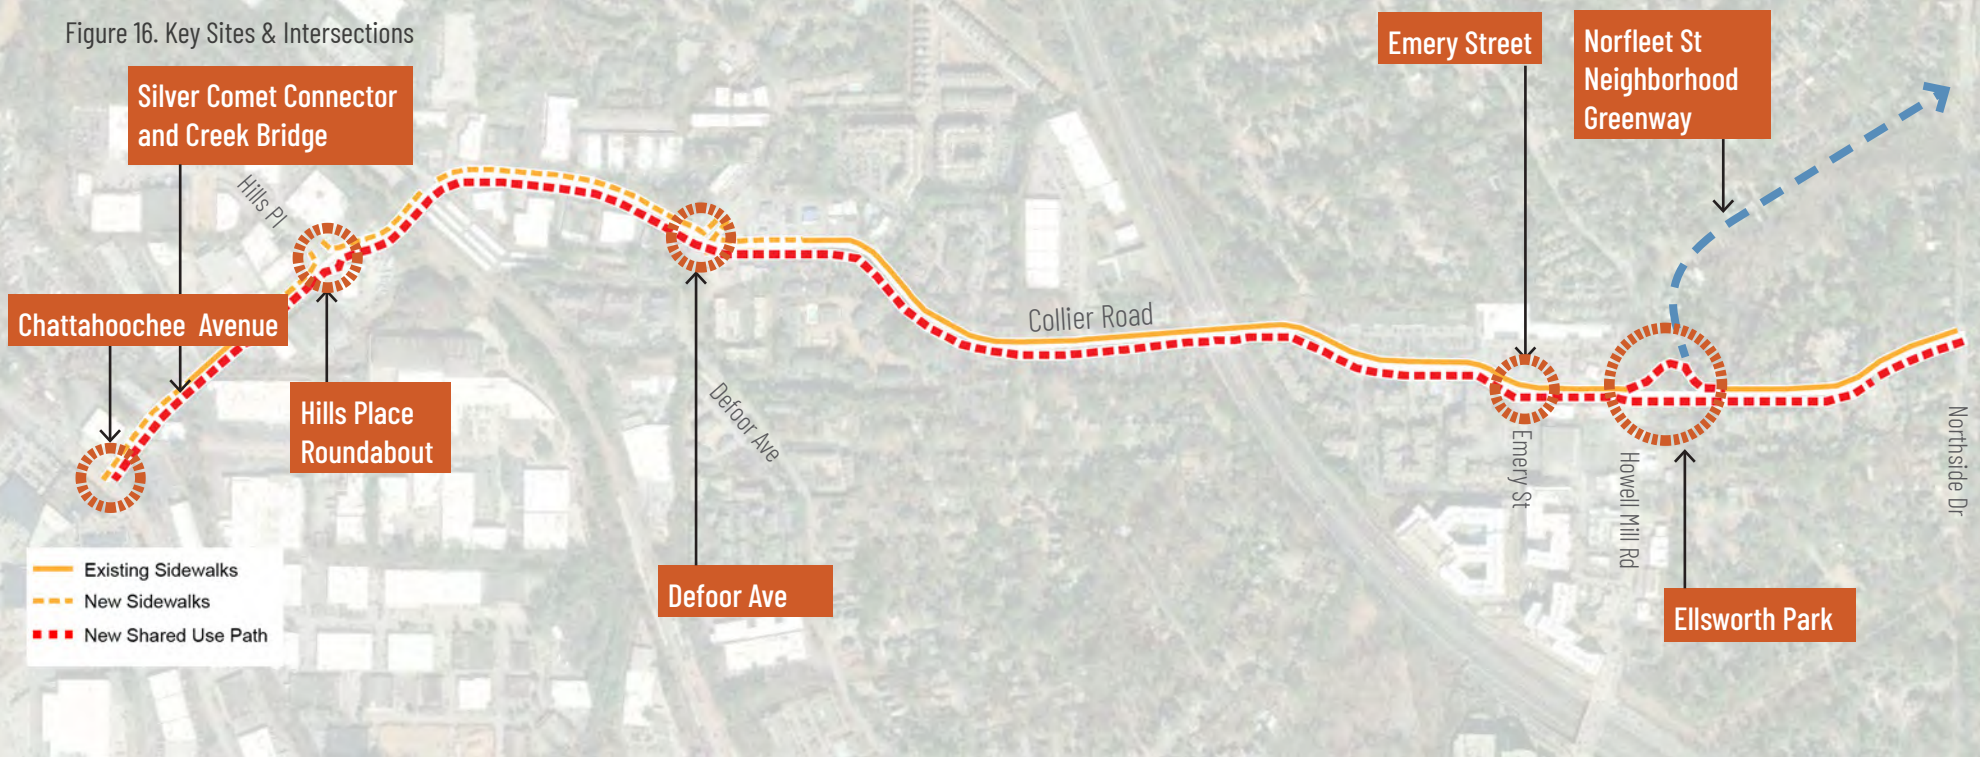 Figure 16. Key Sites & Intersections
Silver Comet Connector
and Creek Bridge
Emery Street
Norfleet St
Neighborhood
Greenway
Hills Pl
Chattahoochee Avenue
Collier Road
Hills Place
Roundabout
Defoor Ave
Emery St
Howell Mill Rd
Northside Dr
Existing Sidewalks
New Sidewalks
New Shared Use Path
Defoor Ave
Ellsworth Park